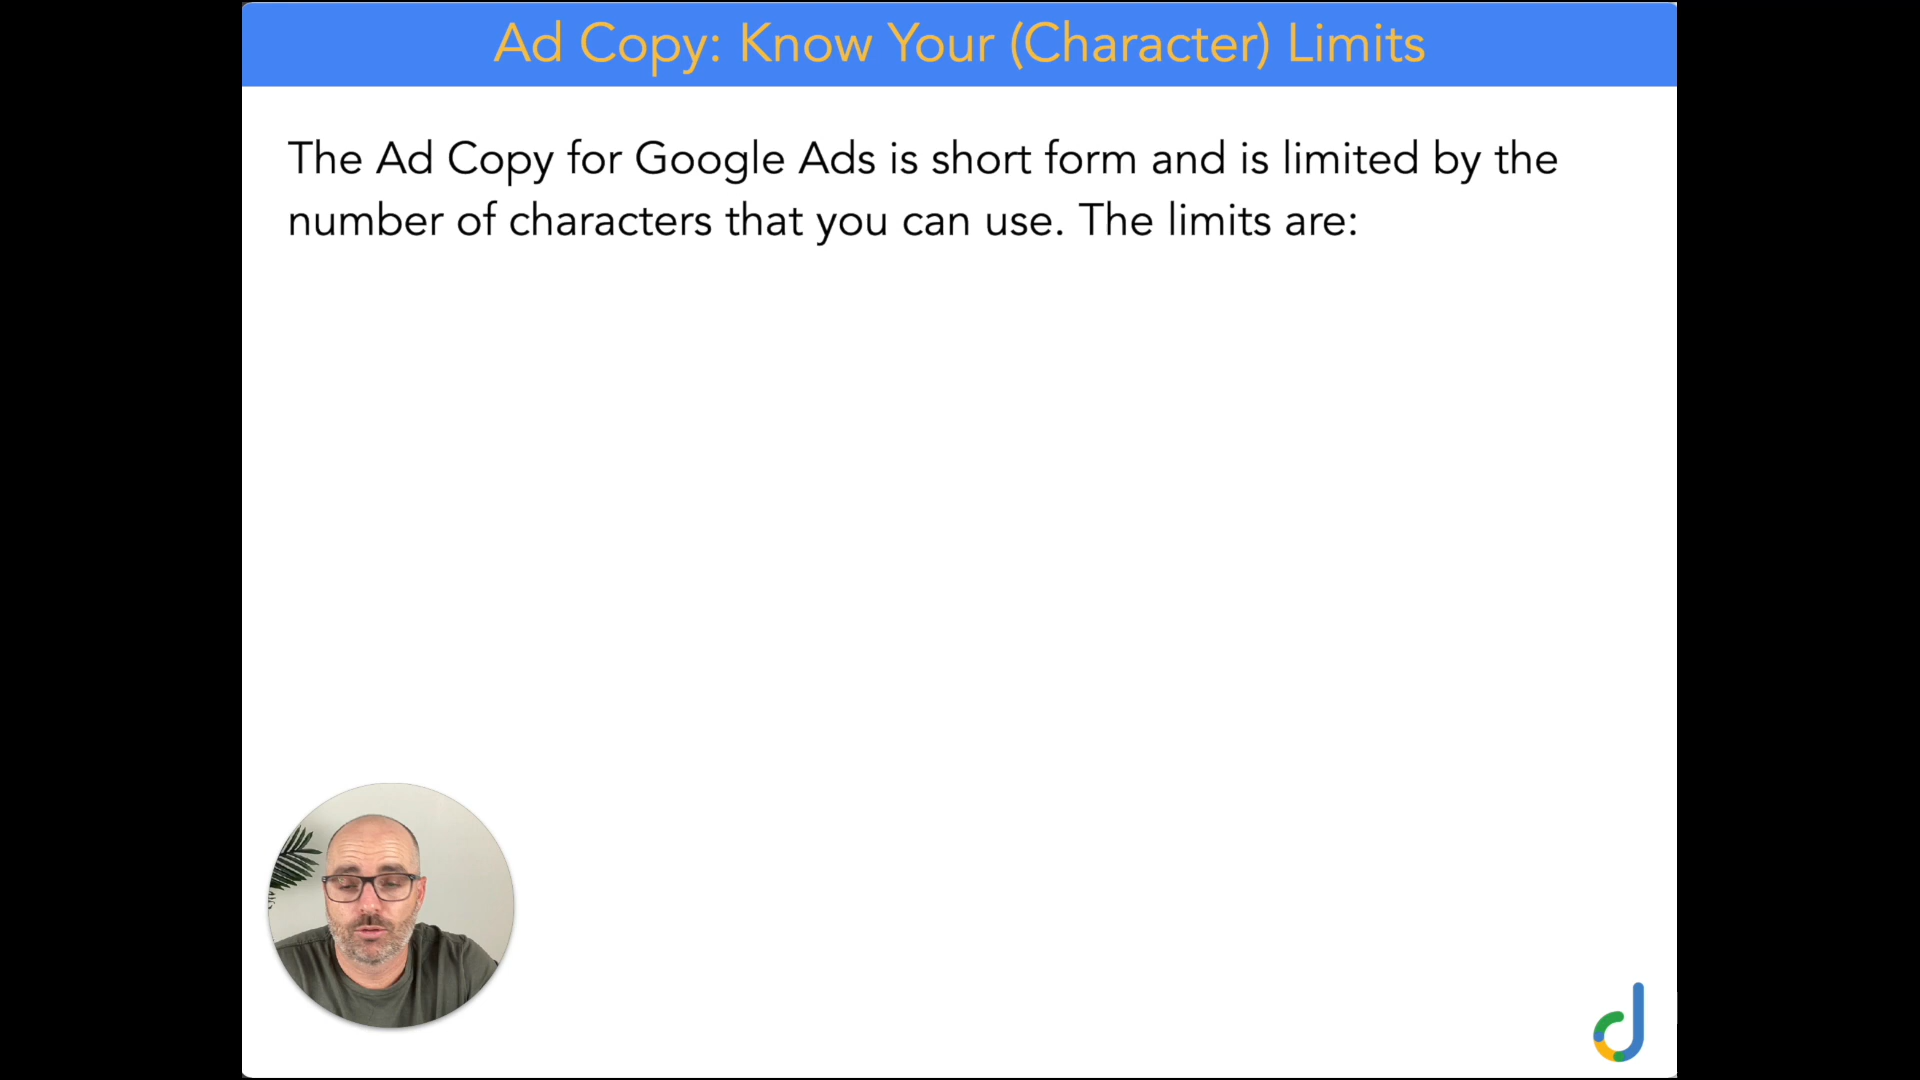 Ad Copy: Know Your (Character) Limits
The Ad Copy for Google Ads is short form and is limited by the
number of characters that you can use. The limits are: